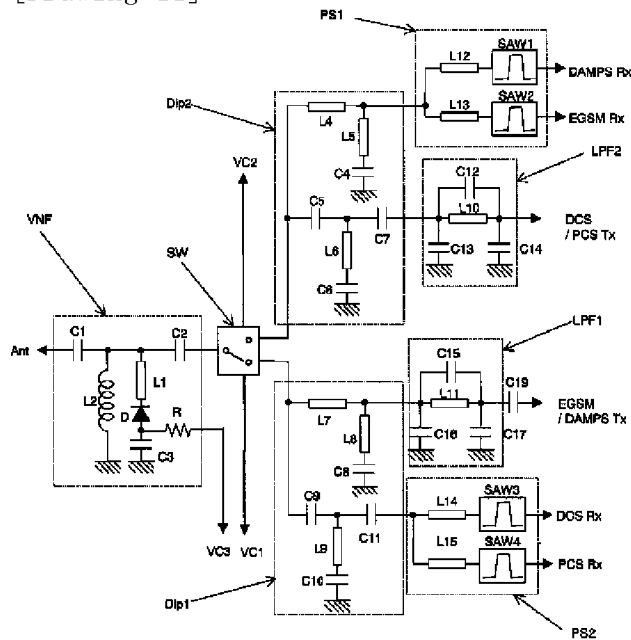 PS1
SAW1
L12
DAMPS Rx
Dip2
SAW2
L4
L13
EGSM Rx
L5
VC2
C4
LPF2
C12
C5
L10
DCS
/ PCS Tx
VNF
C7
L6
C13
C14
SW
C6
C1
C2
LPF1
Ant
C15
L1
C19
L2
L7
L11
EGSM
/ DAMPS Tx
D
R
L8
C16
C17
C3
C8
SAW3
C9
L14
DCS Rx
C11
SAW4
L9
L15
VC3
VC1
PCS Rx
C10
Dip1
PS2